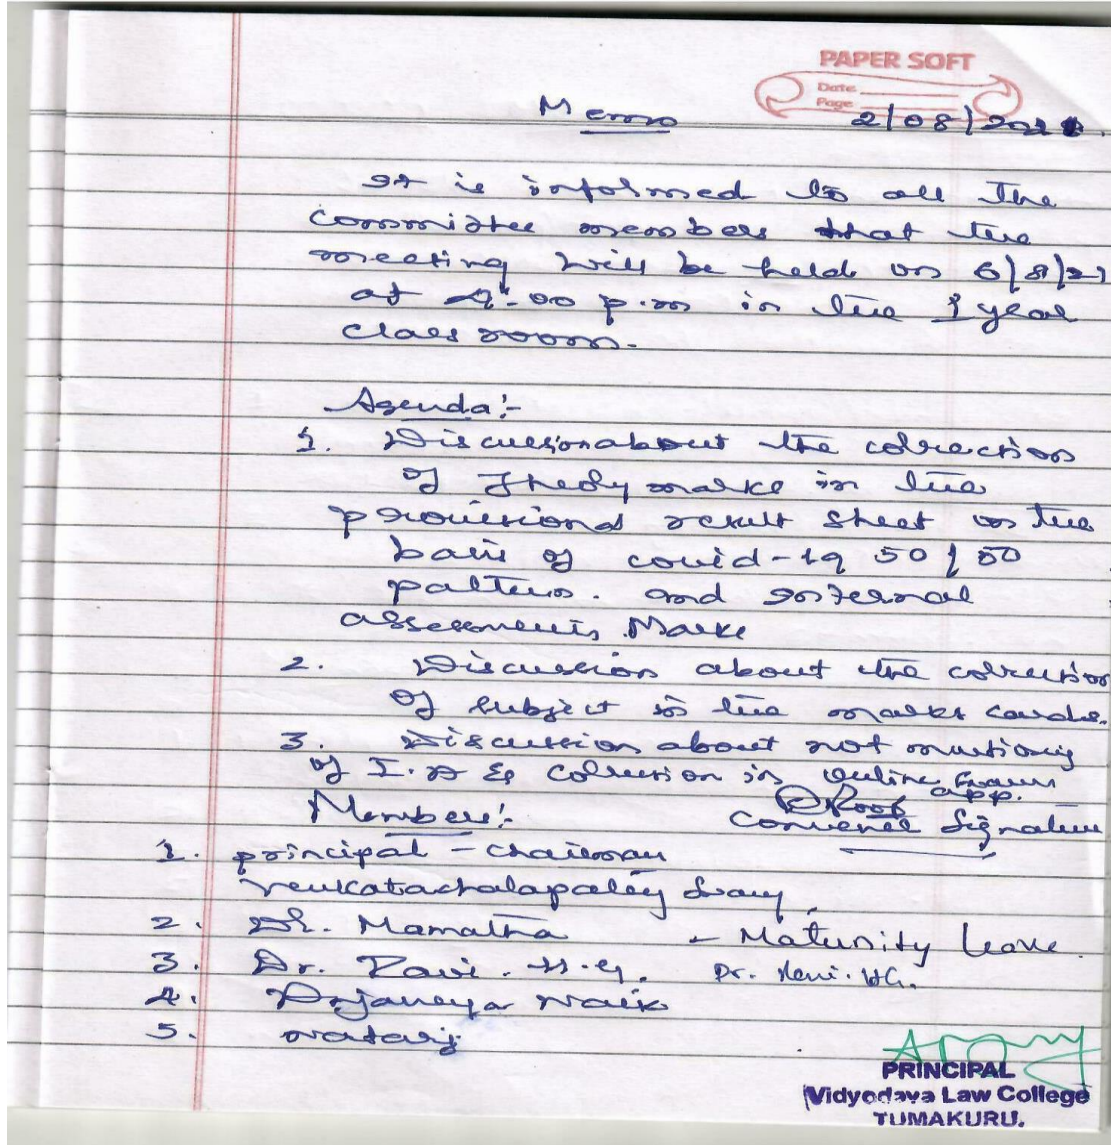 PAPER SOFT
Date
Page
Memo 2/08/2021.
It is informed to all the
committee members that the
meeting will be held on 6/8/21
at 4:00 p.m in the I year
class room.
Agenda:-
1. Discussion about the correction
of Theory marks in the
provisional result sheet on the
basis of covid-19 50/50
pattern. and Internal
assessments Marks
2. Discussion about the correction
of subject in the marks cards.
3. Discussion about not mentioning
of I.A & correction in online exam
app.
Members:- Convener Signature
1. principal - chairman
Venkatachalapathy Swamy
2. Dr. Mamatha - Maturnity leave.
3. Dr. Ravi. H.G. Dr. Ravi. HG.
4. Naik
5. Nataraj
PRINCIPAL
Vidyodaya Law College
TUMAKURU.